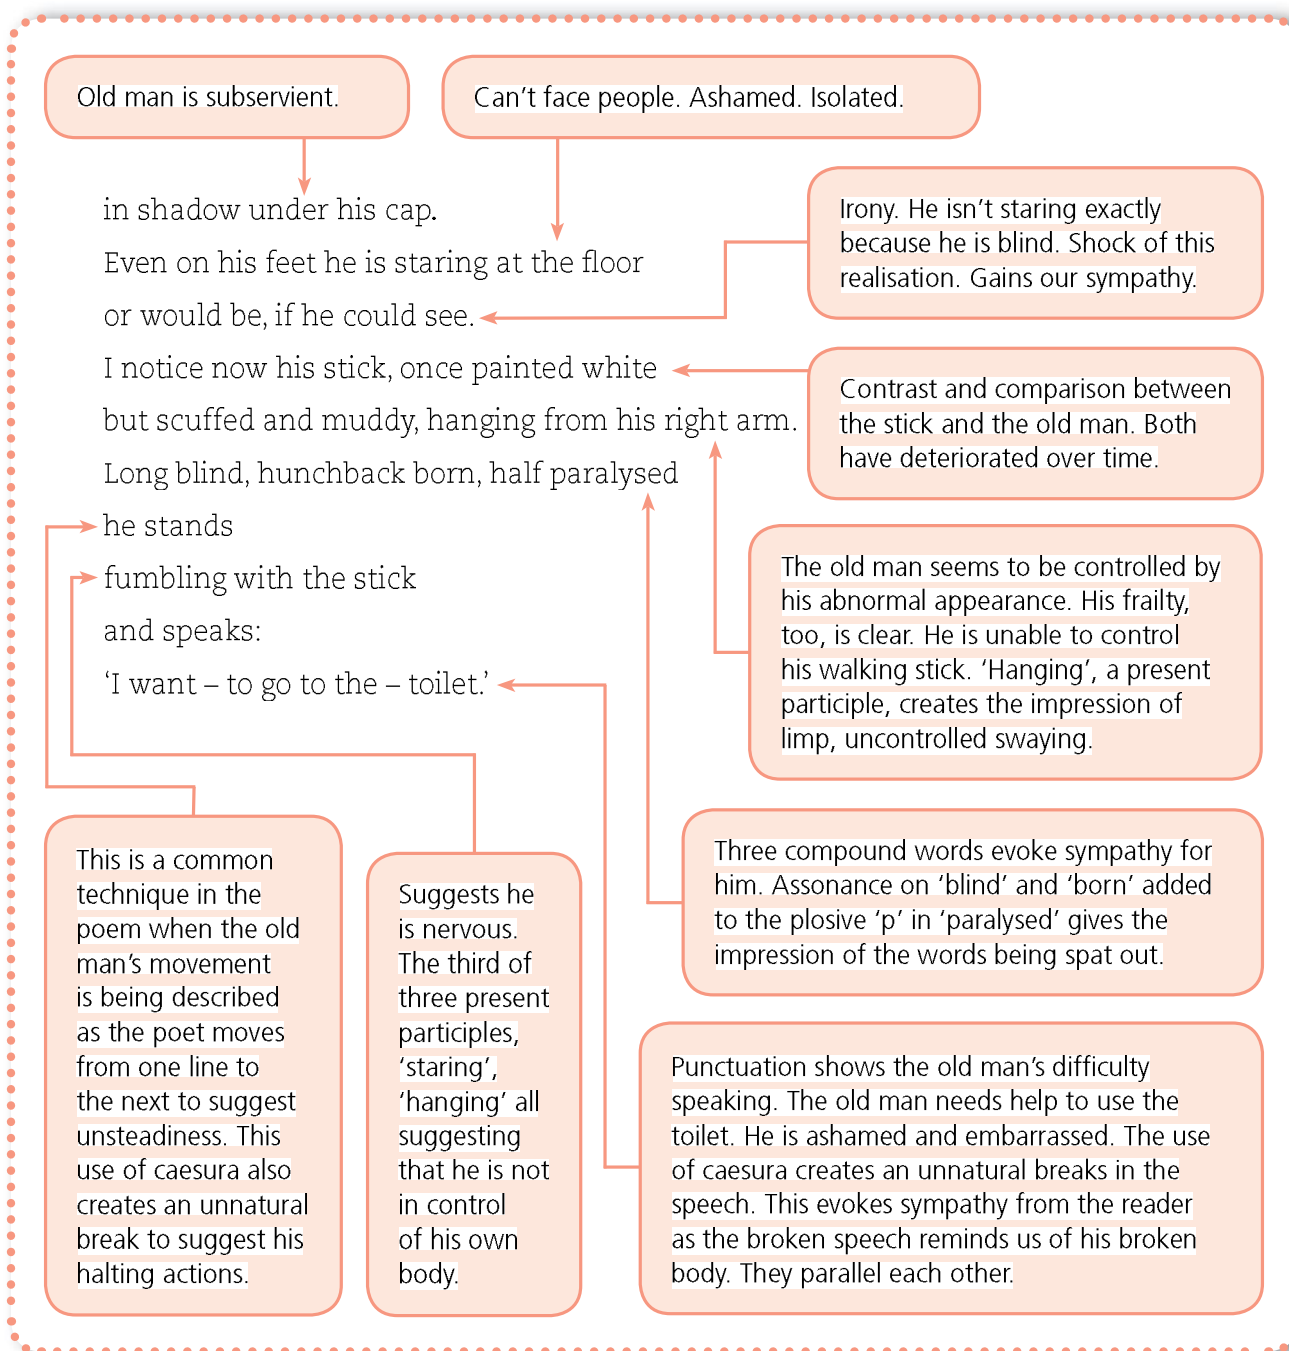 Old man is subservient.
Can’t face people. Ashamed. Isolated.
in shadow under his cap.
Even on his feet he is staring at the floor
or would be, if he could see.
I notice now his stick, once painted white
but scuffed and muddy, hanging from his right arm.
Long blind, hunchback born, half paralysed
he stands
fumbling with the stick
and speaks:
‘I want – to go to the – toilet.’
Irony. He isn’t staring exactly
because he is blind. Shock of this
realisation. Gains our sympathy.
Contrast and comparison between
the stick and the old man. Both
have deteriorated over time.
The old man seems to be controlled by
his abnormal appearance. His frailty,
too, is clear. He is unable to control
his walking stick. ‘Hanging’, a present
participle, creates the impression of
limp, uncontrolled swaying.
Three compound words evoke sympathy for
him. Assonance on ‘blind’ and ‘born’ added
to the plosive ‘p’ in ‘paralysed’ gives the
impression of the words being spat out.
This is a common
technique in the
poem when the old
man’s movement
is being described
as the poet moves
from one line to
the next to suggest
unsteadiness. This
use of caesura also
creates an unnatural
break to suggest his
halting actions.
Suggests he
is nervous.
The third of
three present
participles,
‘staring’,
‘hanging’ all
suggesting
that he is not
in control
of his own
body.
Punctuation shows the old man’s difficulty
speaking. The old man needs help to use the
toilet. He is ashamed and embarrassed. The use
of caesura creates an unnatural breaks in the
speech. This evokes sympathy from the reader
as the broken speech reminds us of his broken
body. They parallel each other.